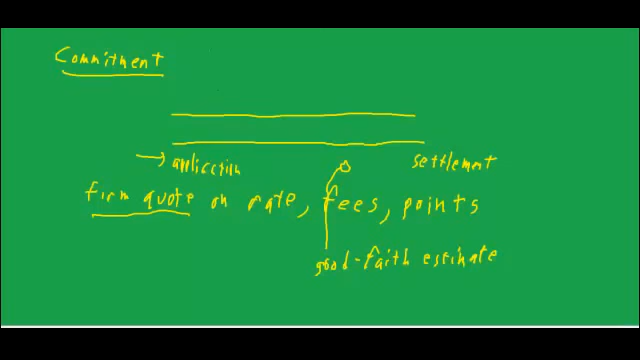 Commitment
application settlement
firm quote on rate, fees, points
good-faith estimate